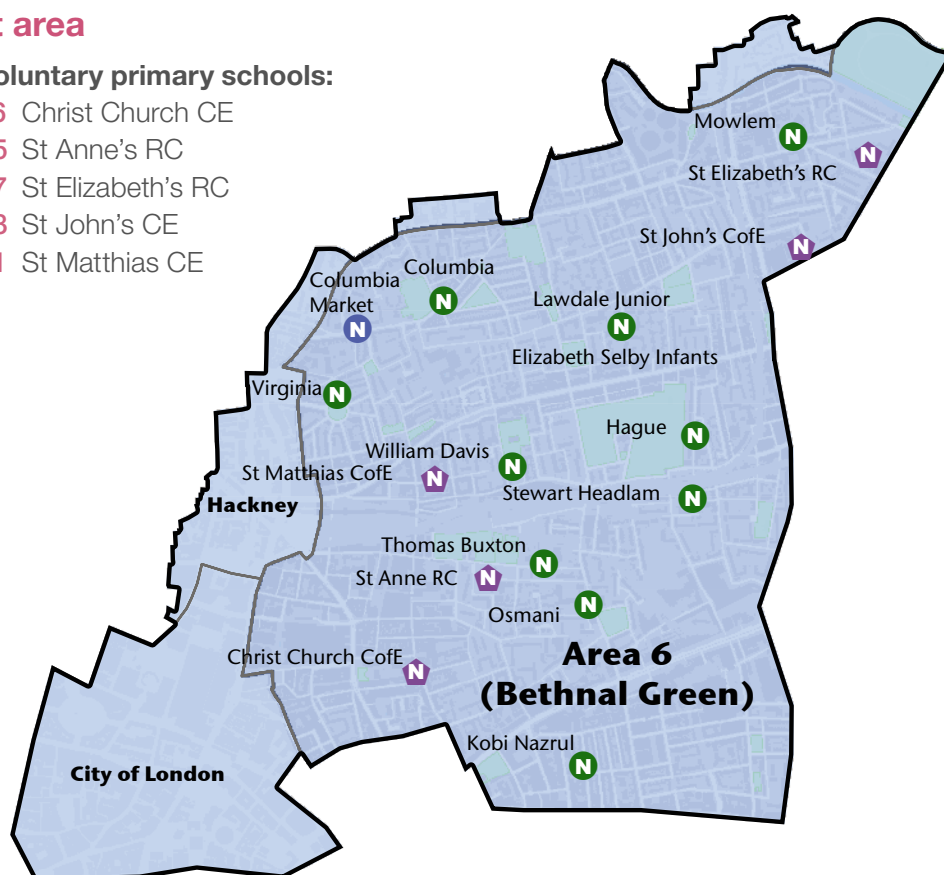 t area
oluntary primary schools:
6 Christ Church CE
5 St Anne's RC
7 St Elizabeth's RC
3 St John's CE
1 St Matthias CE
Mowlem
N
St Elizabeth's RC
N
St John's CofE
N
Columbia
Market
N
Columbia
N
Lawdale Junior
N
Elizabeth Selby Infants
Virginia
N
Hague
N
William Davis
N
St Matthias CofE
N
Stewart Headlam
N
Hackney
Thomas Buxton
N
St Anne RC
N
Osmani
N
Area 6
(Bethnal Green)
Christ Church CofE
N
Kobi Nazrul
N
City of London